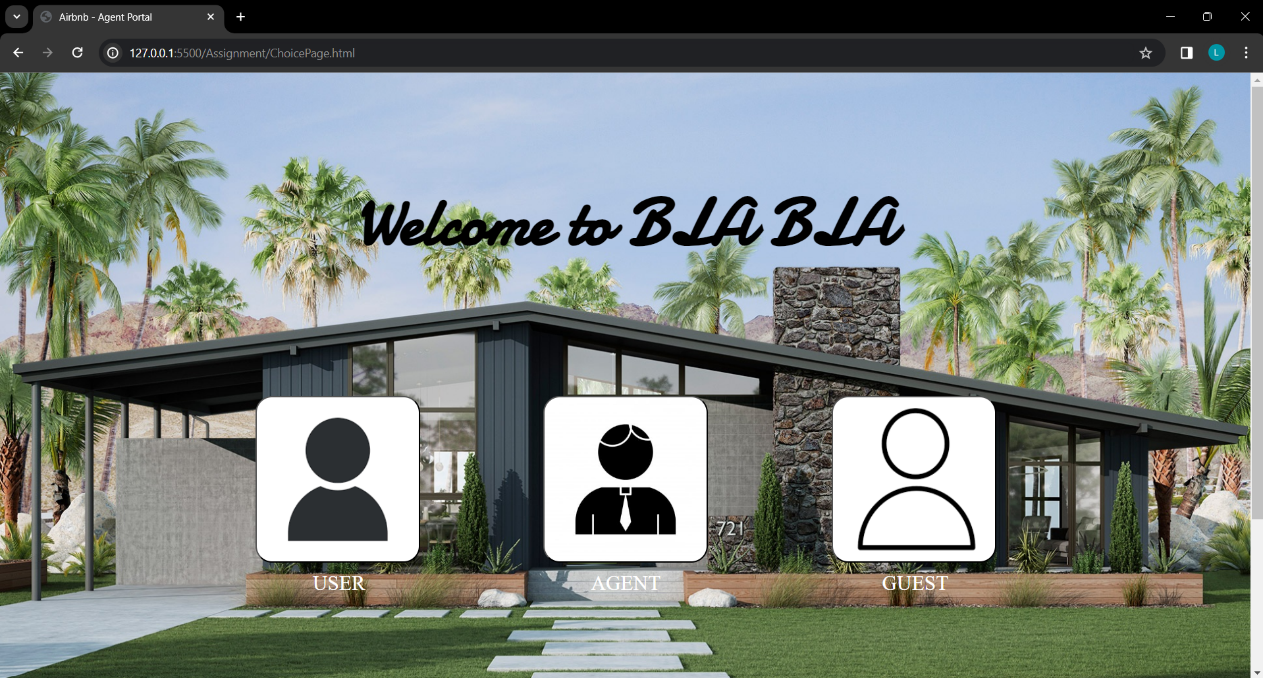 Airbnb - Agent Portal
127.0.0.1:5500/Assignment/ChoicePage.html
L
Welcome to BLA BLA
721
USER
AGENT
GUEST